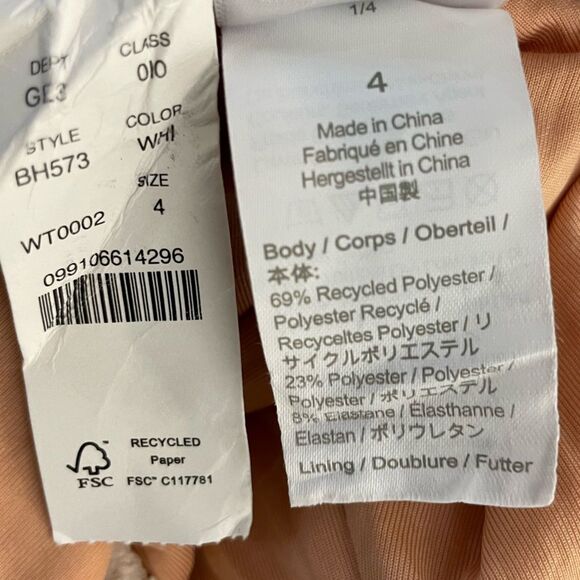 DEPT CLASS
GE3 010
STYLE COLOR
BH573 WHI
SIZE
WT0002 4
099106614296
RECYCLED
Paper
FSC FSC™ C117781
1/4
4
Made in China
Fabriqué en Chine
Hergestellt in China
中国製
Body / Corps / Oberteil /
本体:
69% Recycled Polyester /
Polyester Recyclé /
Recyceltes Polyester / リ
サイクルポリエステル
23% Polyester / Polyester /
Polyester / ポリエステル
8% Elastane / Élasthanne /
Elastan / ポリウレタン
Lining / Doublure / Futter